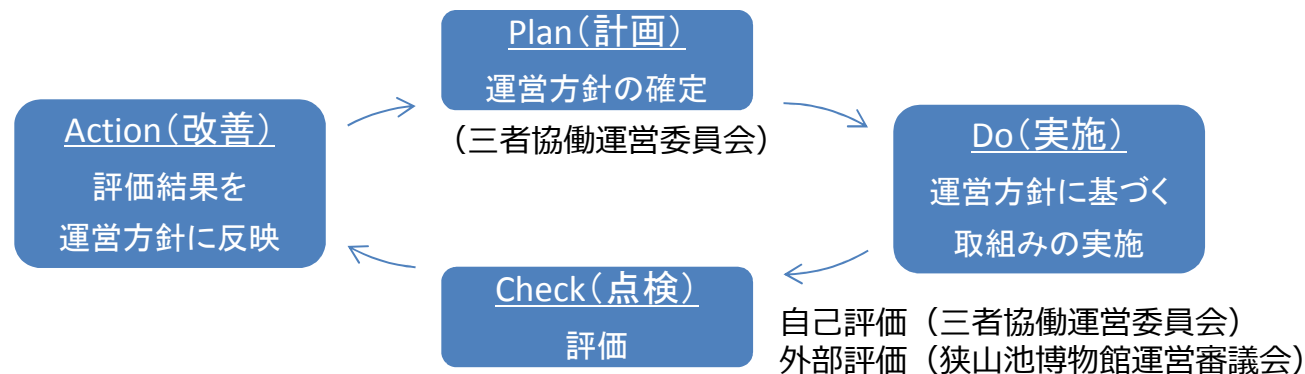 Plan（計画）
運営方針の確定
（三者協働運営委員会）
Do（実施）
運営方針に基づく
取組みの実施
Check（点検）
評価
自己評価（三者協働運営委員会）
外部評価（狭山池博物館運営審議会）
Action（改善）
評価結果を
運営方針に反映